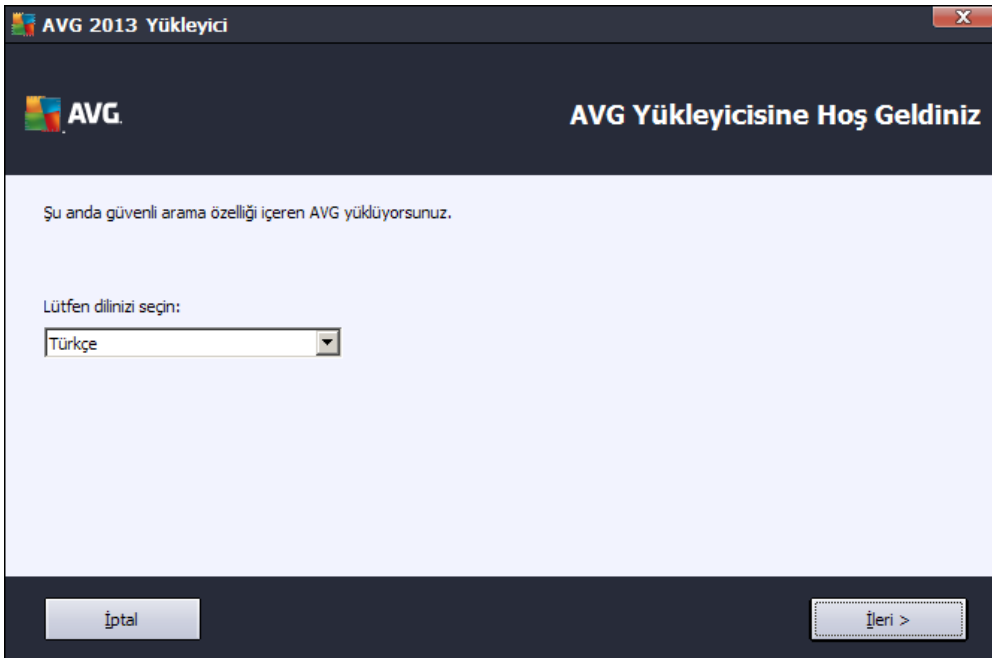 AVG 2013 Yükleyici
AVG.
AVG Yükleyicisine Hoş Geldiniz
Şu anda güvenli arama özelliği içeren AVG yüklüyorsunuz.
Lütfen dilinizi seçin:
Türkçe
İptal
İleri >